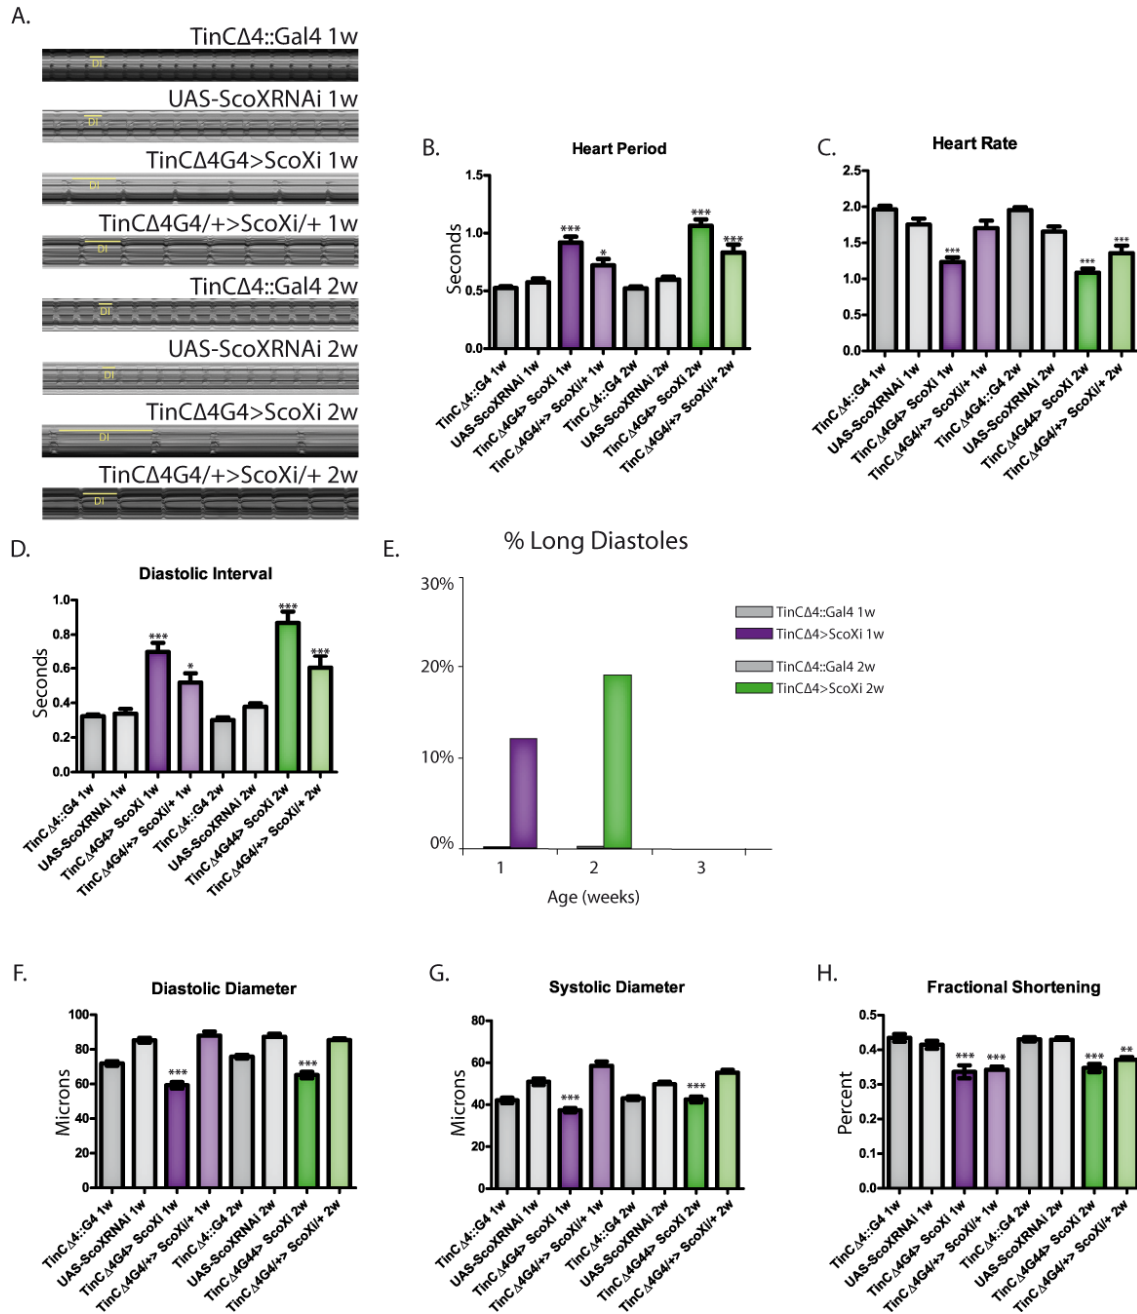 A.
TinCΔ4::Gal4 1w
DI
UAS-ScoXRNAi 1w
DI
TinCΔ4G4>ScoXi 1w
DI
TinCΔ4G4/+>ScoXi/+ 1w
DI
TinCΔ4::Gal4 2w
DI
UAS-ScoXRNAi 2w
DI
TinCΔ4G4>ScoXi 2w
DI
TinCΔ4G4/+>ScoXi/+ 2w
DI
B.
Heart Period
Seconds
1.5
1.0
0.5
0.0
***
*
***
***
TinCΔ4::G4 1w
UAS-ScoXRNAi 1w
TinCΔ4G4> ScoXi 1w
TinCΔ4G4/+> ScoXi/+ 1w
TinCΔ4::G4 2w
UAS-ScoXRNAi 2w
TinCΔ4G4> ScoXi 2w
TinCΔ4G4/+> ScoXi/+ 2w
C.
Heart Rate
2.5
2.0
1.5
1.0
0.5
0.0
***
***
***
TinCΔ4::G4 1w
UAS-ScoXRNAi 1w
TinCΔ4G4> ScoXi 1w
TinCΔ4G4/+> ScoXi/+ 1w
TinCΔ4G4::G4 2w
UAS-ScoXRNAi 2w
TinCΔ4G44> ScoXi 2w
TinCΔ4G4/+> ScoXi/+ 2w
D.
Diastolic Interval
Seconds
1.0
0.8
0.6
0.4
0.2
0.0
***
*
***
***
TinCΔ4::G4 1w
UAS-ScoXRNAi 1w
TinCΔ4G4> ScoXi 1w
TinCΔ4G4/+> ScoXi/+ 1w
TinCΔ4::G4 2w
UAS-ScoXRNAi 2w
TinCΔ4G44> ScoXi 2w
TinCΔ4G4/+> ScoXi/+ 2w
E.
% Long Diastoles
30%
20%
10%
0%
1
2
3
Age (weeks)
TinCΔ4::Gal4 1w
TinCΔ4>ScoXi 1w
TinCΔ4::Gal4 2w
TinCΔ4>ScoXi 2w
F.
Diastolic Diameter
Microns
100
80
60
40
20
0
***
***
TinCΔ4::G4 1w
UAS-ScoXRNAi 1w
TinCΔ4G4> ScoXi 1w
TinCΔ4G4/+> ScoXi/+ 1w
TinCΔ4::G4 2w
UAS-ScoXRNAi 2w
TinCΔ4G44> ScoXi 2w
TinCΔ4G4/+> ScoXi/+ 2w
G.
Systolic Diameter
Microns
80
60
40
20
0
***
***
TinCΔ4::G4 1w
UAS-ScoXRNAi 1w
TinCΔ4G4> ScoXi 1w
TinCΔ4G4/+> ScoXi/+ 1w
TinCΔ4::G4 2w
UAS-ScoXRNAi 2w
TinCΔ4G44> ScoXi 2w
TinCΔ4G4/+> ScoXi/+ 2w
H.
Fractional Shortening
Percent
0.5
0.4
0.3
0.2
0.1
0.0
***
***
***
**
TinCΔ4::G4 1w
UAS-ScoXRNAi 1w
TinCΔ4G4> ScoXi 1w
TinCΔ4G4/+> ScoXi/+ 1w
TinCΔ4::G4 2w
UAS-ScoXRNAi 2w
TinCΔ4G44> ScoXi 2w
TinCΔ4G4/+> ScoXi/+ 2w